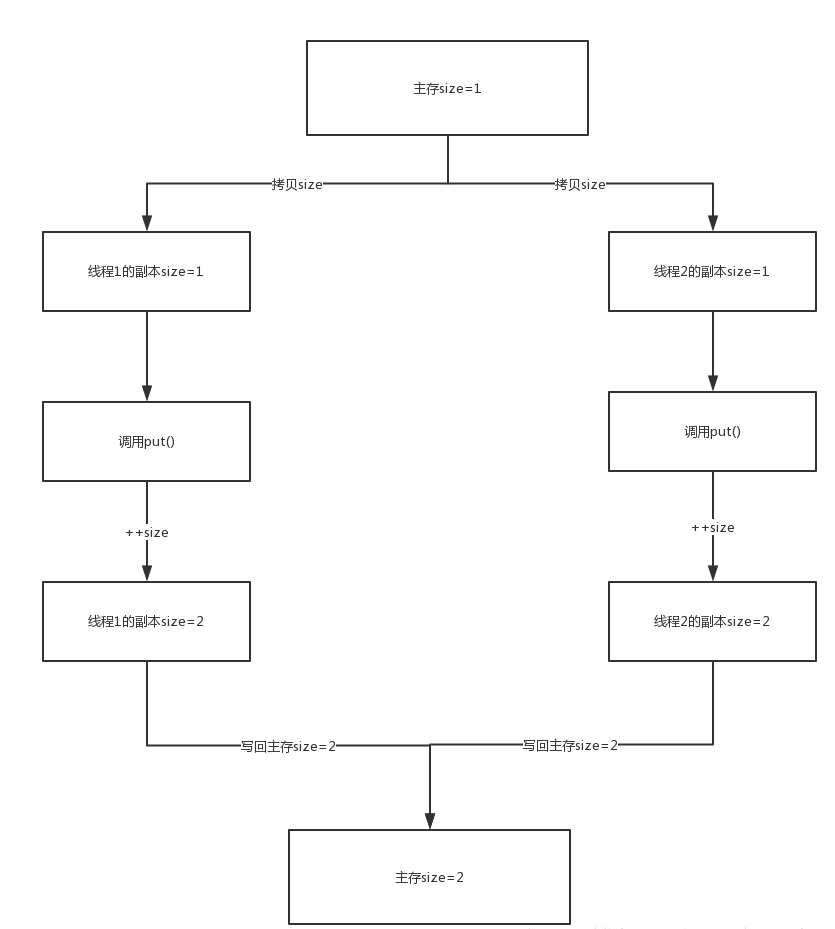 主存size=1
拷贝size
拷贝size
线程1的副本size=1
线程2的副本size=1
调用put()
调用put()
++size
++size
线程1的副本size=2
线程2的副本size=2
写回主存size=2
写回主存size=2
主存size=2